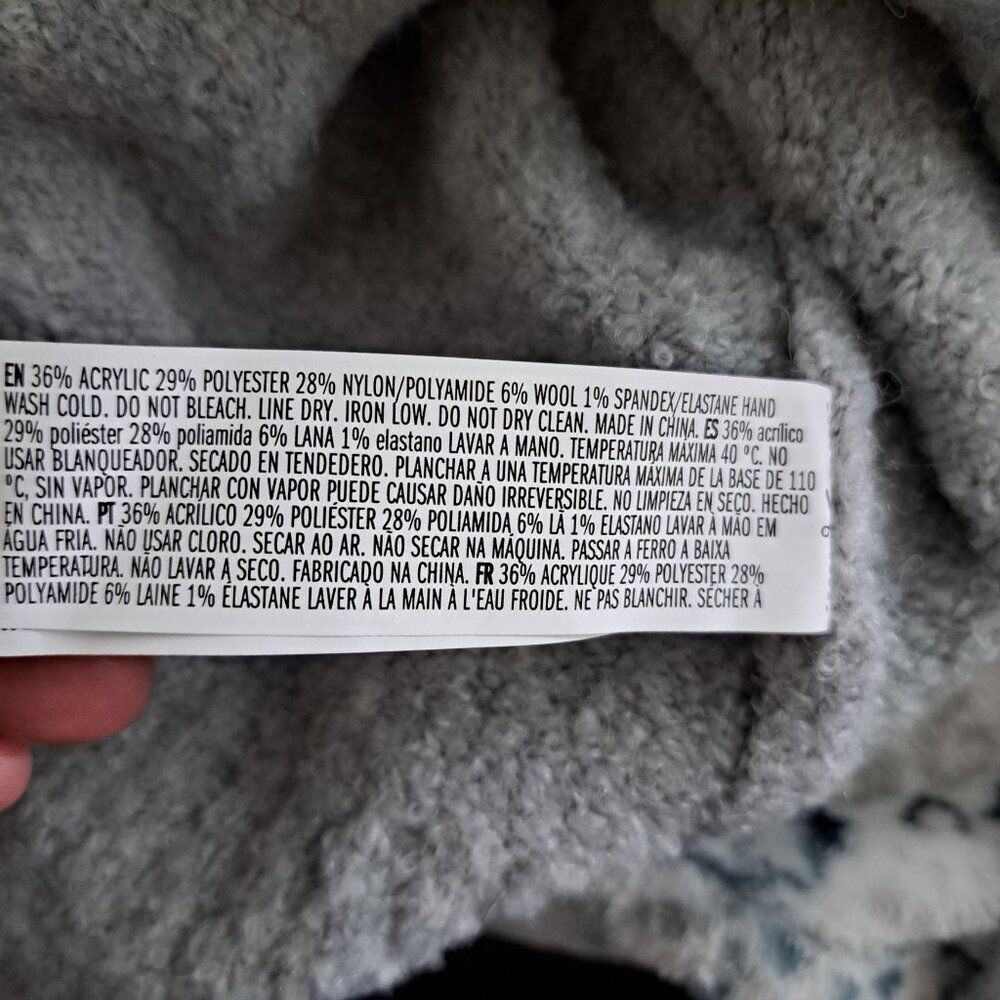 EN 36% ACRYLIC 29% POLYESTER 28% NYLON/POLYAMIDE 6% WOOL 1% SPANDEX/ELASTANE HAND
WASH COLD. DO NOT BLEACH. LINE DRY. IRON LOW. DO NOT DRY CLEAN. MADE IN CHINA. ES 36% acrílico
29% poliéster 28% poliamida 6% LANA 1% elastano LAVAR A MANO. TEMPERATURA MÁXIMA 40 °C. NO
USAR BLANQUEADOR. SECADO EN TENDEDERO. PLANCHAR A UNA TEMPERATURA MÁXIMA DE LA BASE DE 110
°C, SIN VAPOR. PLANCHAR CON VAPOR PUEDE CAUSAR DAÑO IRREVERSIBLE. NO LIMPIEZA EN SECO. HECHO
EN CHINA. PT 36% ACRÍLICO 29% POLIÉSTER 28% POLIAMIDA 6% LÃ 1% ELASTANO LAVAR À MÃO EM
ÁGUA FRIA. NÃO USAR CLORO. SECAR AO AR. NÃO SECAR NA MÁQUINA. PASSAR A FERRO A BAIXA
TEMPERATURA. NÃO LAVAR A SECO. FABRICADO NA CHINA. FR 36% ACRYLIQUE 29% POLYESTER 28%
POLYAMIDE 6% LAINE 1% ÉLASTANE LAVER À LA MAIN À L'EAU FROIDE. NE PAS BLANCHIR. SÉCHER À